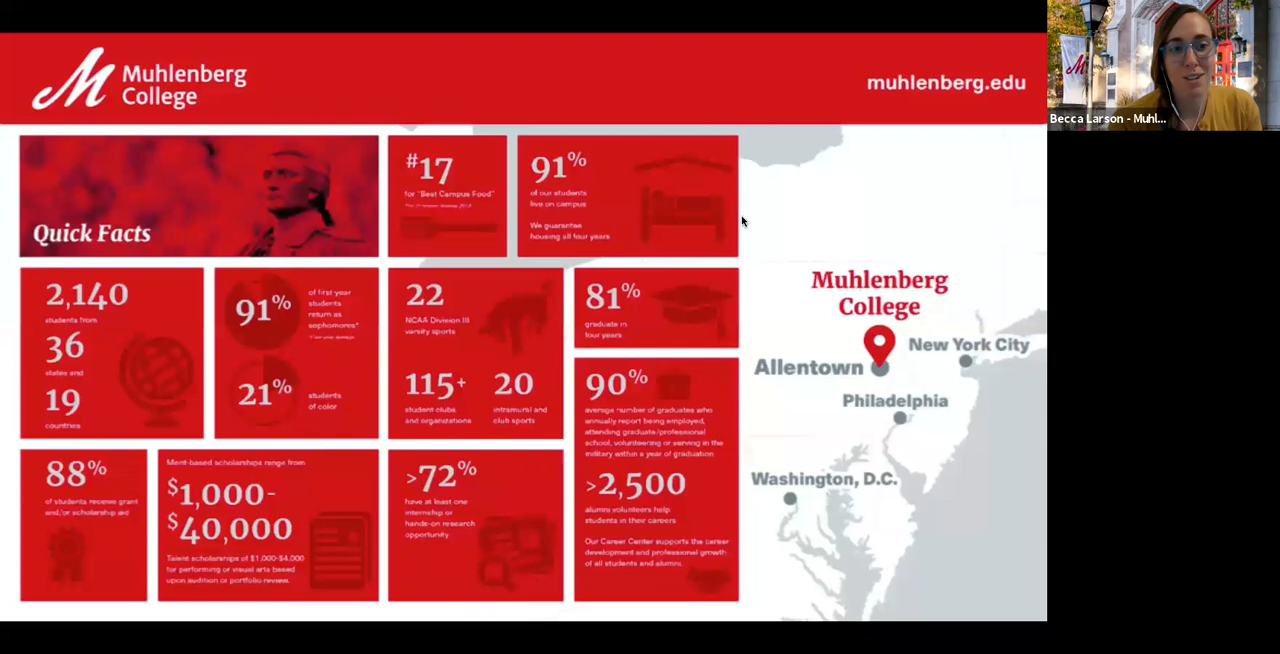 Muhlenberg
College
muhlenberg.edu
Becca Larson - Muhl...
Quick Facts
#17
for "Best Campus Food"
91%
of our students
live on campus
We guarantee
housing all four years
2,140
students from
36
states and
19
countries
91%
of first-year
students
return as
sophomores*
21%
students
of color
22
NCAA Division III
varsity sports
115+
student clubs
and organizations
20
intramural and
club sports
81%
graduate in
four years
90%
average number of graduates who
annually report being employed,
attending graduate/professional
school, volunteering or serving in the
military within a year of graduation
>2,500
alumni volunteers help
students in their careers
Our Career Center supports the career
development and professional growth
of all students and alumni.
88%
of students receive grant
and/or scholarship aid
Merit-based scholarships range from
$1,000-
$40,000
Talent scholarships of $1,000-$4,000
for performing or visual arts based
upon audition or portfolio review.
>72%
have at least one
internship or
hands-on research
opportunity
Muhlenberg
College
New York City
Allentown
Philadelphia
Washington, D.C.